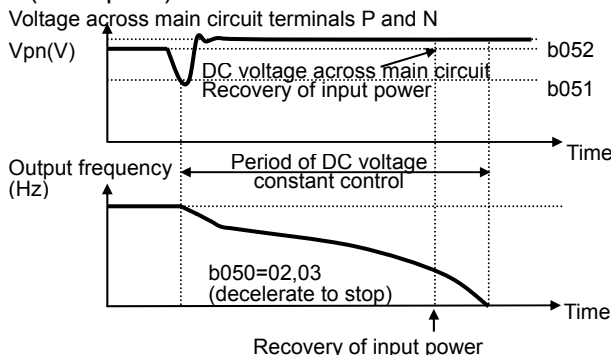 Voltage across main circuit terminals P and N
Vpn(V)
b052
DC voltage across main circuit
Recovery of input power
b051
Time
Output frequency
(Hz)
Period of DC voltage
constant control
b050=02,03
(decelerate to stop)
Time
Recovery of input power